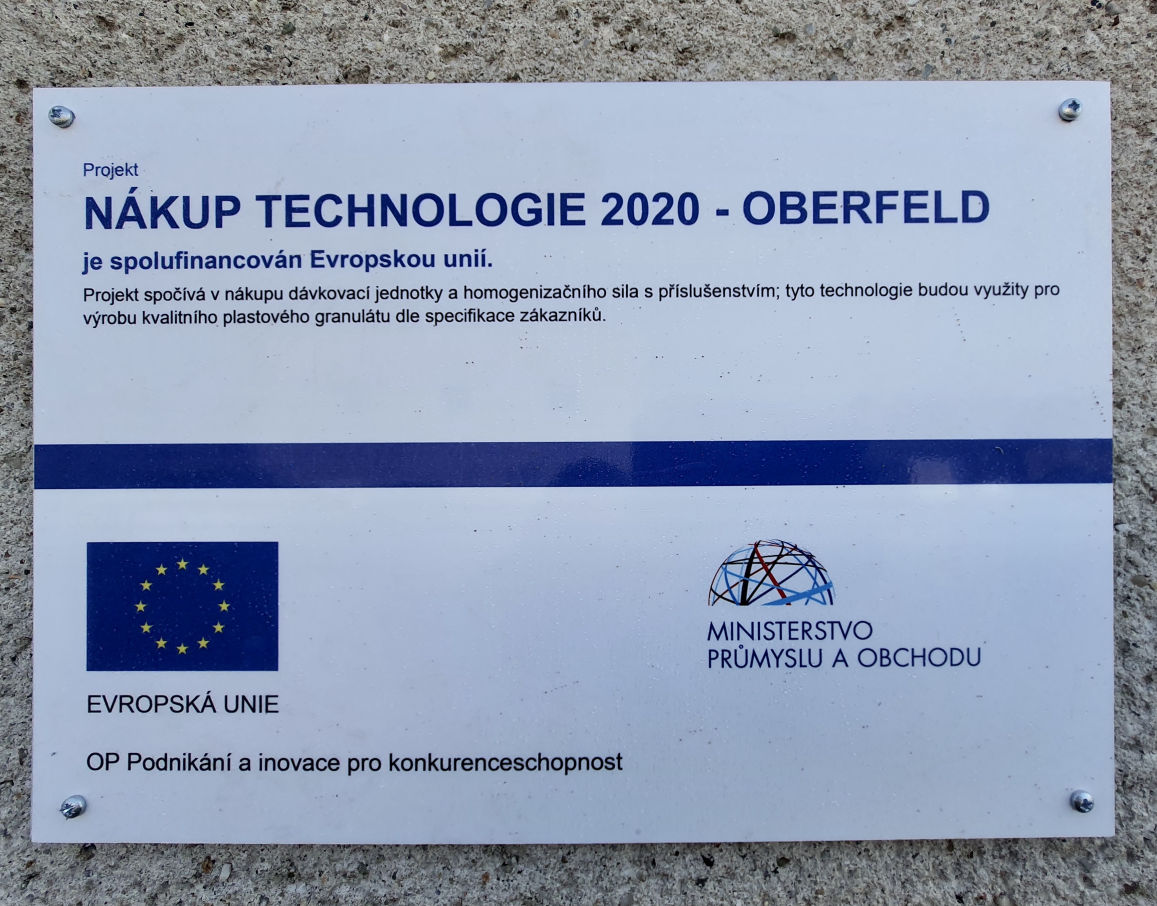 Projekt
NÁKUP TECHNOLOGIE 2020 - OBERFELD
je spolufinancován Evropskou unií.
Projekt spočívá v nákupu dávkovací jednotky a homogenizačního sila s příslušenstvím; tyto technologie budou využity pro
výrobu kvalitního plastového granulátu dle specifikace zákazníků.
MINISTERSTVO
PRŮMYSLU A OBCHODU
EVROPSKÁ UNIE
OP Podnikání a inovace pro konkurenceschopnost